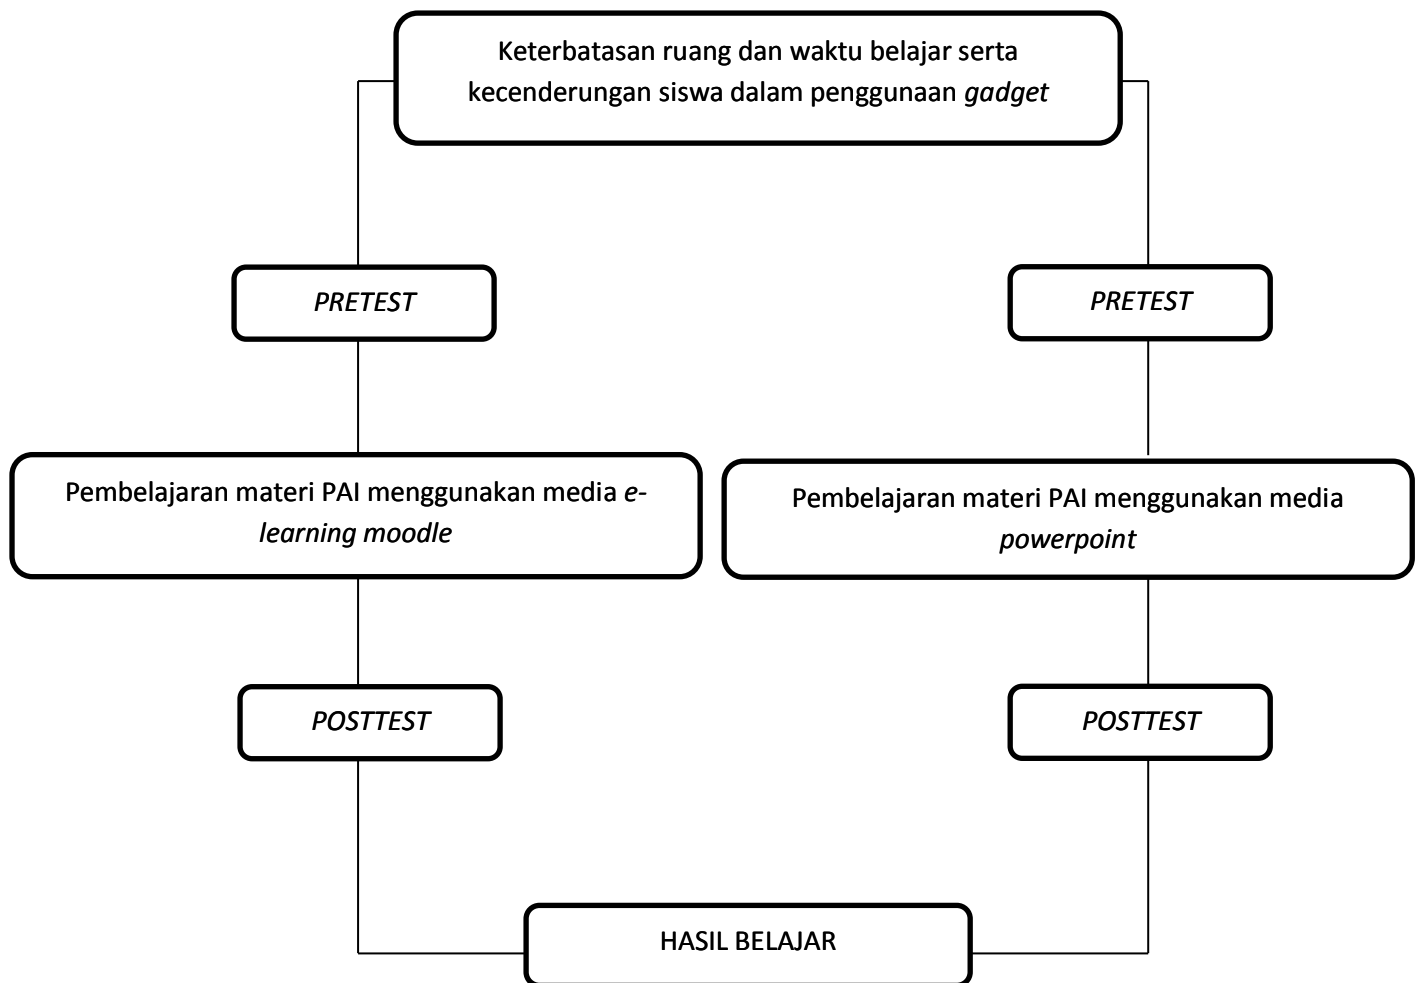 Keterbatasan ruang dan waktu belajar serta
kecenderungan siswa dalam penggunaan gadget
PRETEST
PRETEST
Pembelajaran materi PAI menggunakan media e-
learning moodle
Pembelajaran materi PAI menggunakan media
powerpoint
POSTTEST
POSTTEST
HASIL BELAJAR